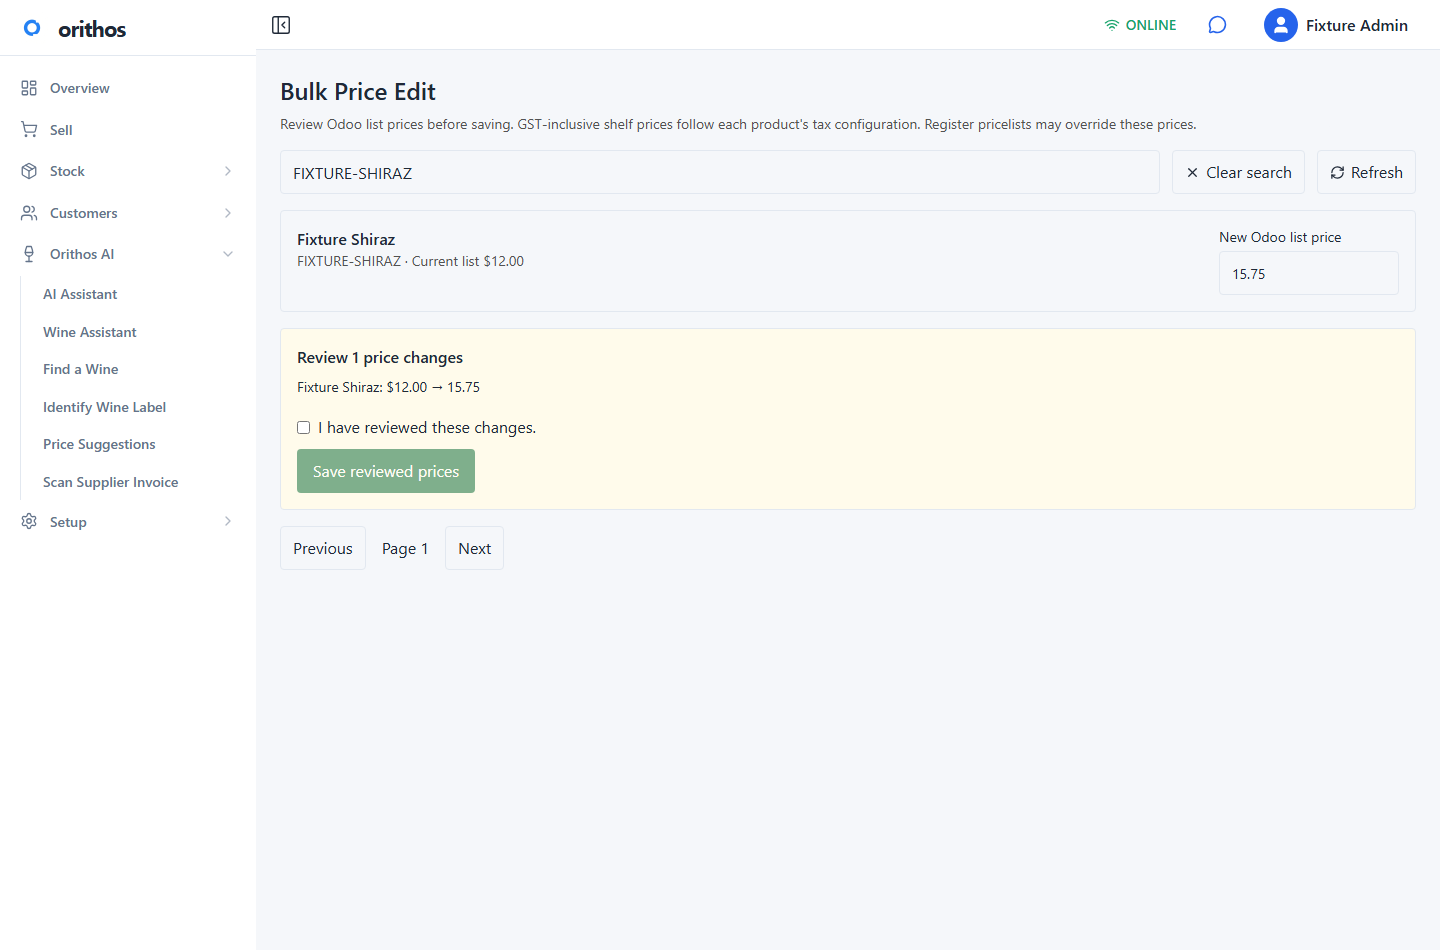 orithos
ONLINE
Fixture Admin
Overview
Sell
Stock
Customers
Orithos AI
AI Assistant
Wine Assistant
Find a Wine
Identify Wine Label
Price Suggestions
Scan Supplier Invoice
Setup
Bulk Price Edit
Review Odoo list prices before saving. GST-inclusive shelf prices follow each product's tax configuration. Register pricelists may override these prices.
FIXTURE-SHIRAZ
Clear search
Refresh
Fixture Shiraz
FIXTURE-SHIRAZ · Current list $12.00
New Odoo list price
15.75
Review 1 price changes
Fixture Shiraz: $12.00 → 15.75
I have reviewed these changes.
Save reviewed prices
Previous
Page 1
Next